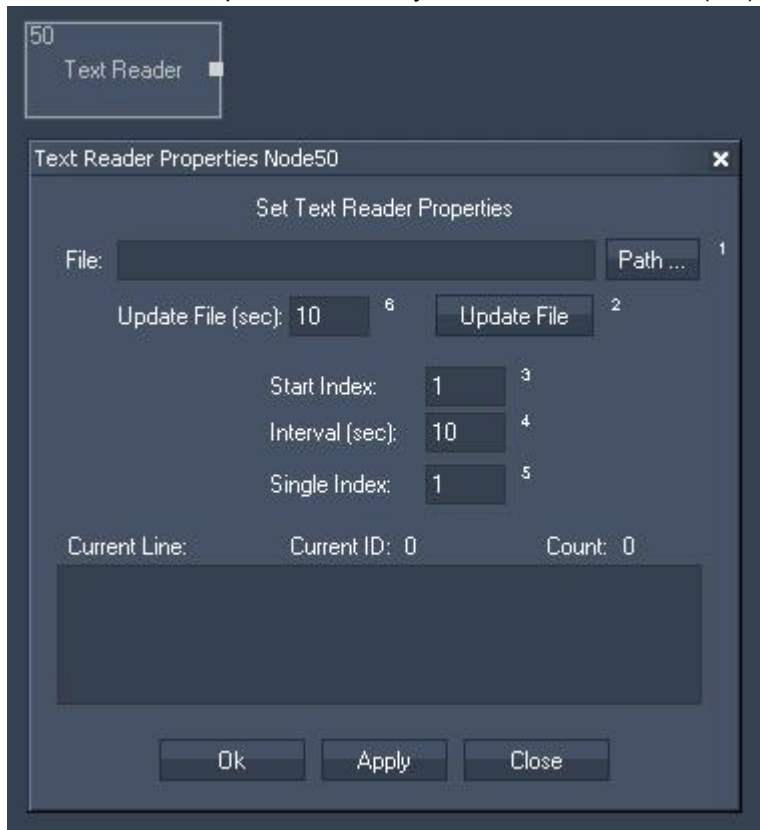 50
Text Reader
Text Reader Properties Node50
Set Text Reader Properties
File: Path ... 1
Update File (sec): 10 6 Update File 2
Start Index: 1 3
Interval (sec): 10 4
Single Index: 1 5
Current Line: Current ID: 0 Count: 0
Ok Apply Close